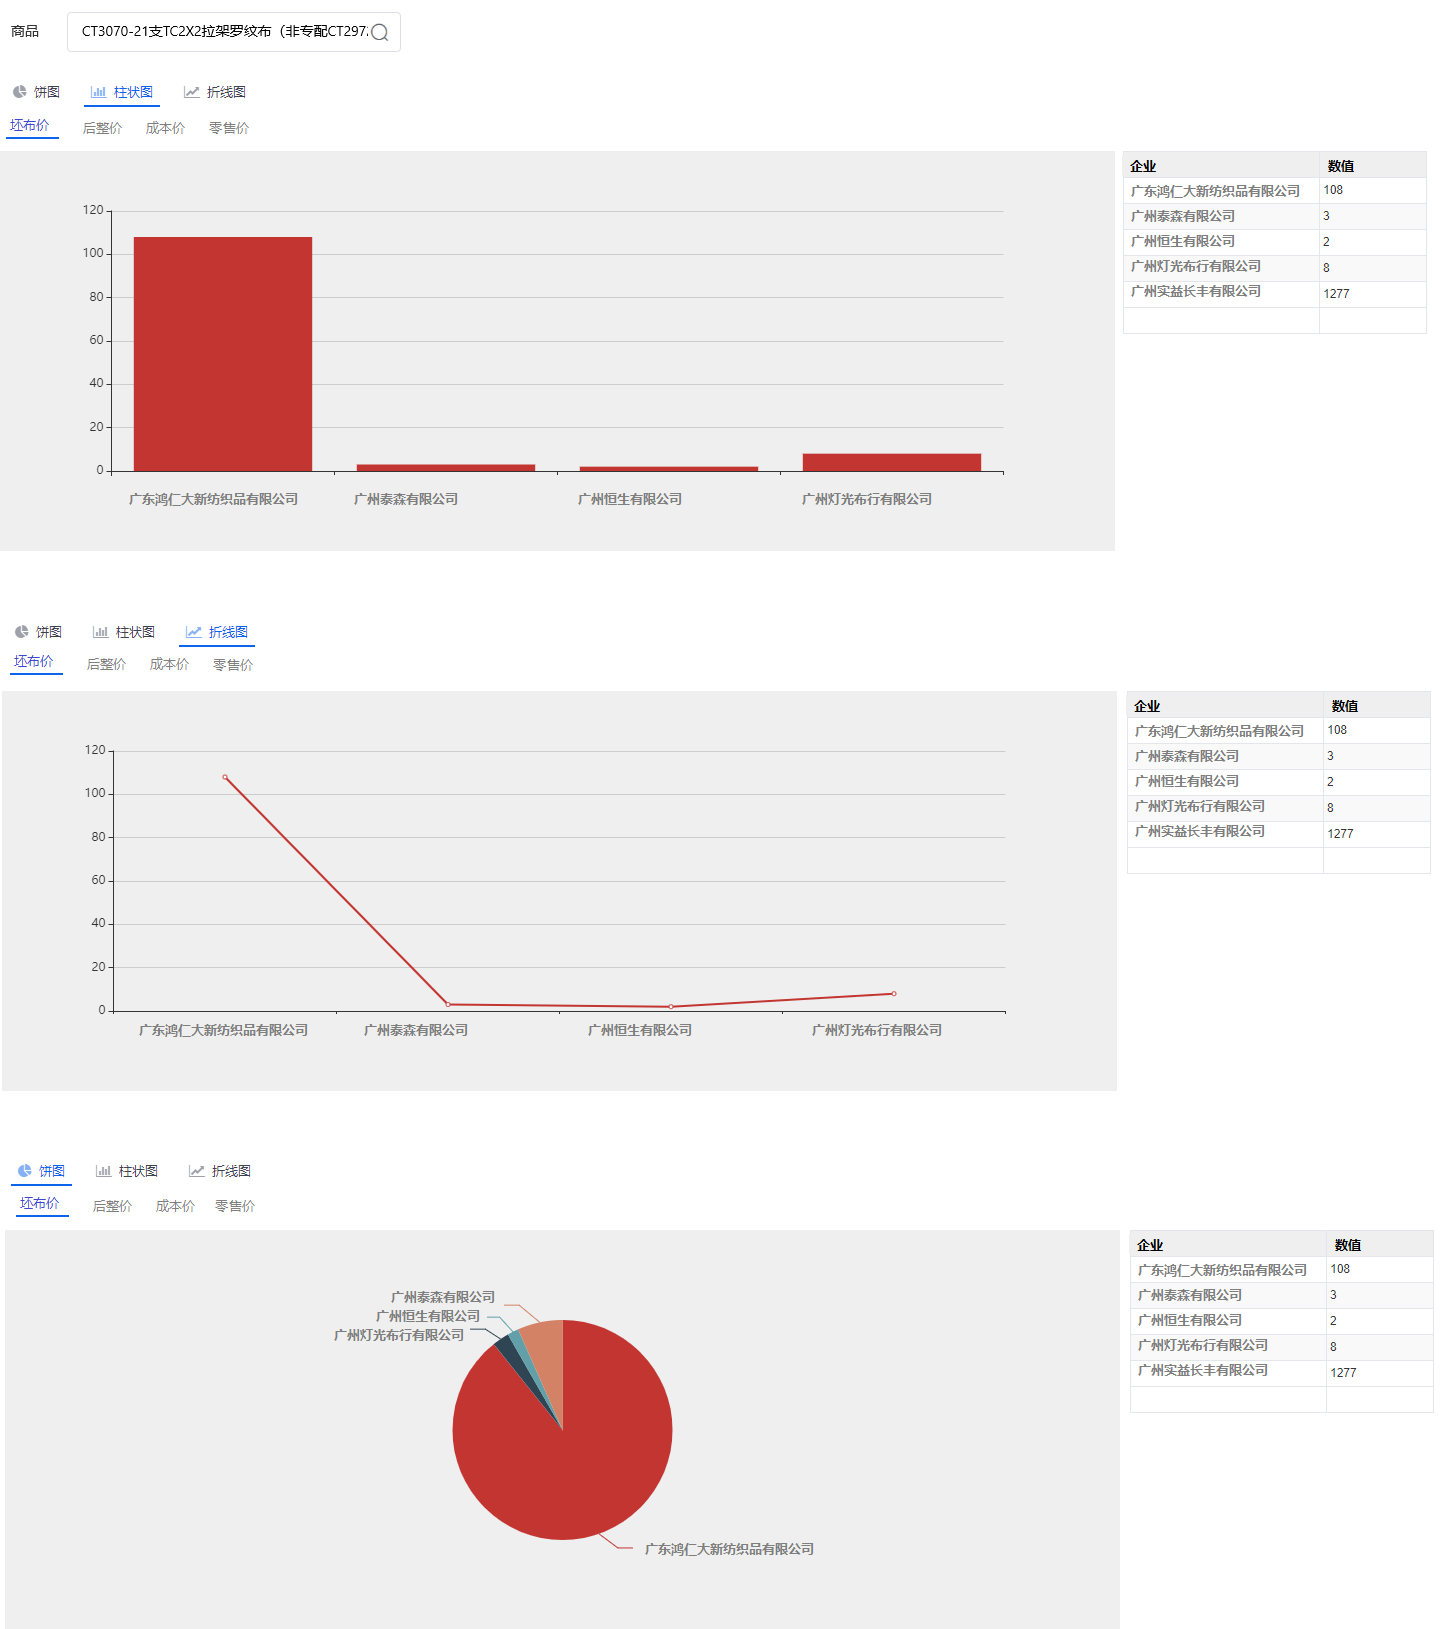 商品 CT3070-21支TC2X2拉架罗纹布（非专配CT297
饼图 柱状图 折线图
坯布价 后整价 成本价 零售价
120
100
80
60
40
20
0
广东鸿仁大新纺织品有限公司 广州泰森有限公司 广州恒生有限公司 广州灯光布行有限公司
企业 数值
广东鸿仁大新纺织品有限公司 108
广州泰森有限公司 3
广州恒生有限公司 2
广州灯光布行有限公司 8
广州实益长丰有限公司 1277
饼图 柱状图 折线图
坯布价 后整价 成本价 零售价
120
100
80
60
40
20
0
广东鸿仁大新纺织品有限公司 广州泰森有限公司 广州恒生有限公司 广州灯光布行有限公司
企业 数值
广东鸿仁大新纺织品有限公司 108
广州泰森有限公司 3
广州恒生有限公司 2
广州灯光布行有限公司 8
广州实益长丰有限公司 1277
饼图 柱状图 折线图
坯布价 后整价 成本价 零售价
广州泰森有限公司
广州恒生有限公司
广州灯光布行有限公司
广东鸿仁大新纺织品有限公司
企业 数值
广东鸿仁大新纺织品有限公司 108
广州泰森有限公司 3
广州恒生有限公司 2
广州灯光布行有限公司 8
广州实益长丰有限公司 1277